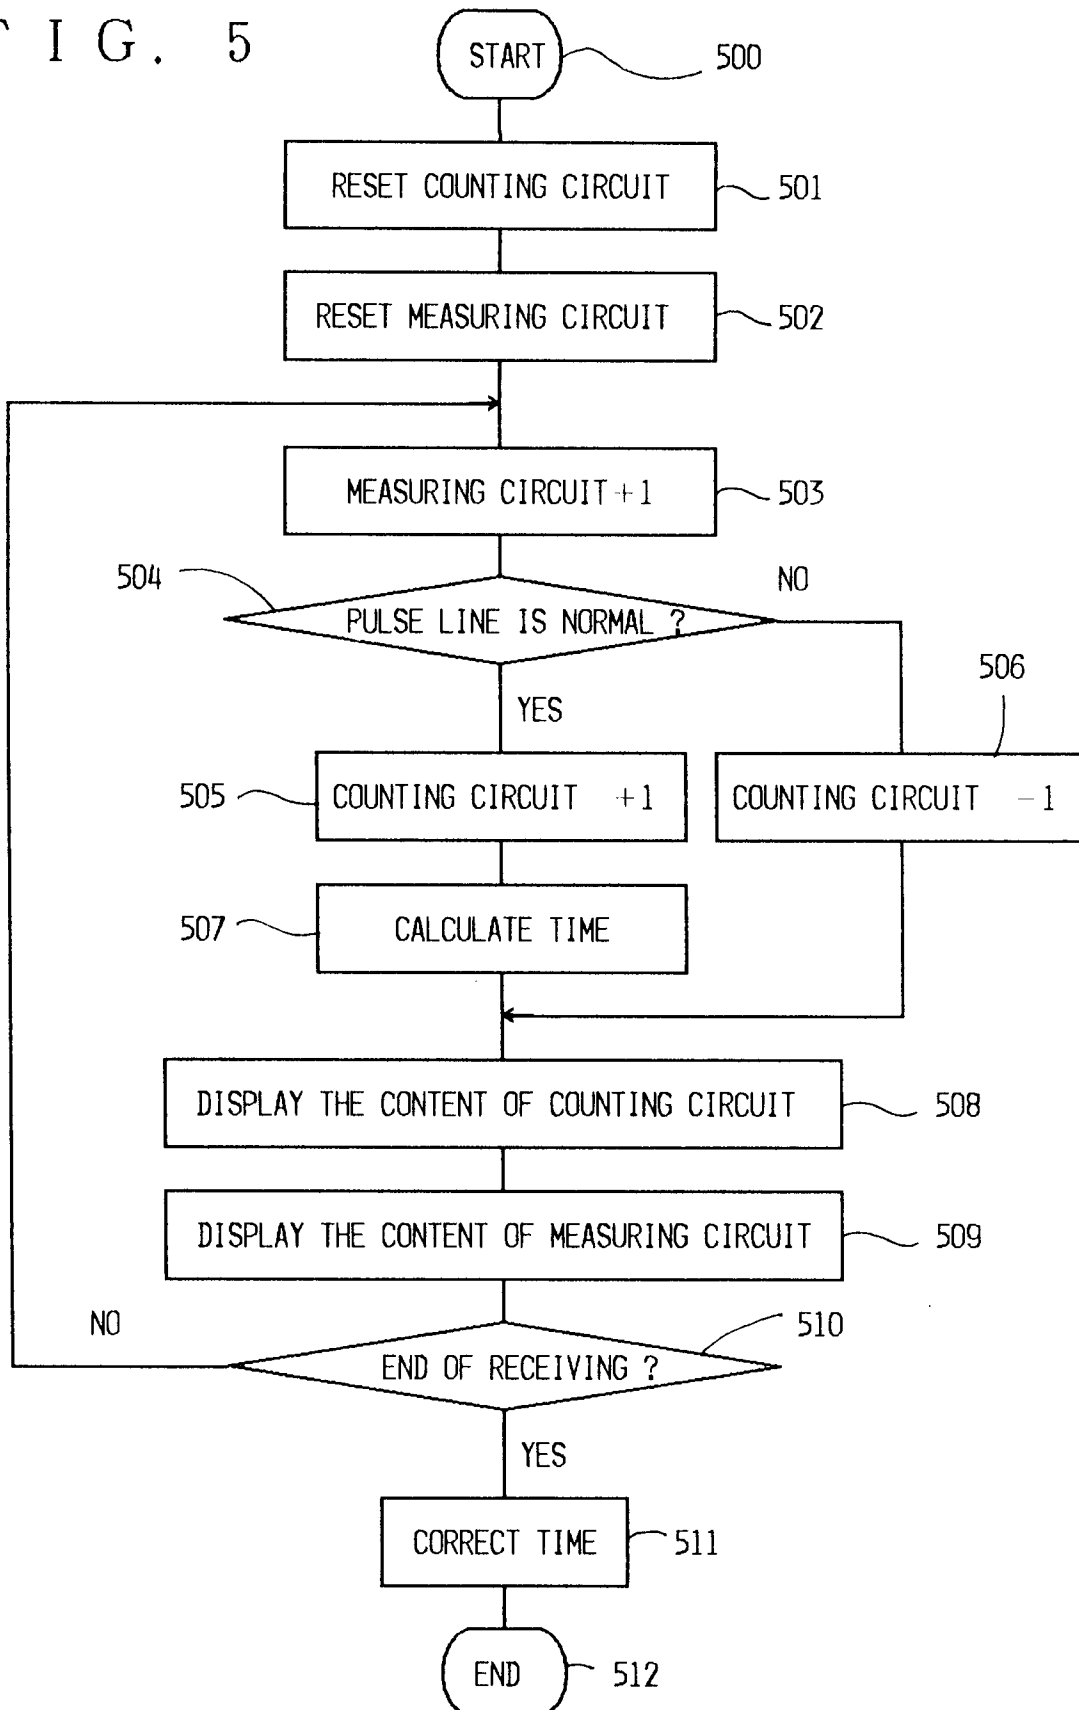 FIG. 5
START 500
RESET COUNTING CIRCUIT 501
RESET MEASURING CIRCUIT 502
MEASURING CIRCUIT +1 503
504 NO
PULSE LINE IS NORMAL ?
506
YES
505 COUNTING CIRCUIT +1 COUNTING CIRCUIT -1
507 CALCULATE TIME
DISPLAY THE CONTENT OF COUNTING CIRCUIT 508
DISPLAY THE CONTENT OF MEASURING CIRCUIT 509
NO 510
END OF RECEIVING ?
YES
CORRECT TIME 511
END 512